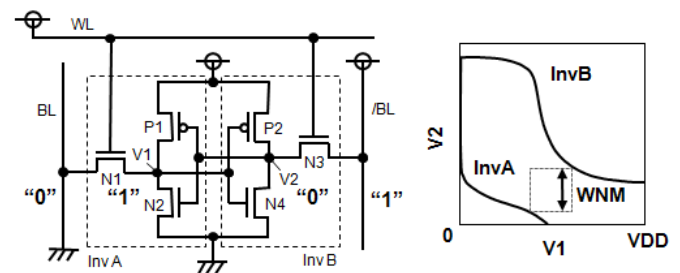 WL
BL
/BL
P1
P2
V1
V2
N1
N3
"0"
"1"
N2
N4
"0"
"1"
Inv A
Inv B
V2
InvB
InvA
WNM
0
V1
VDD